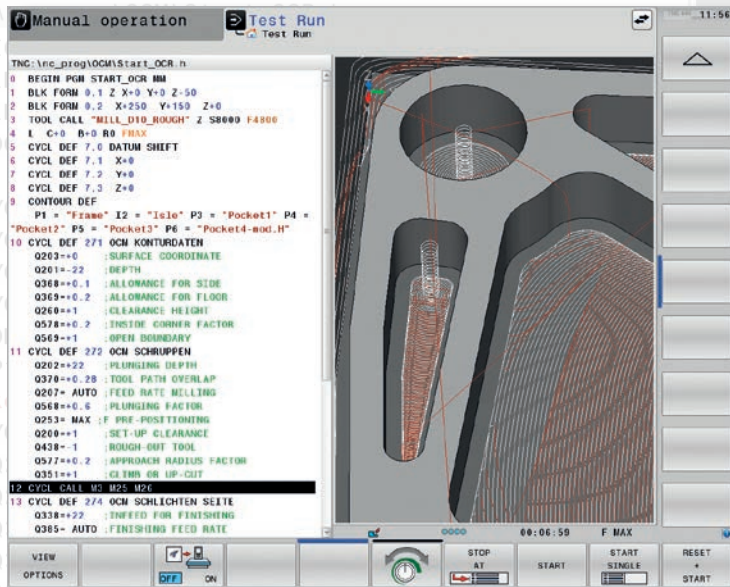 Manual operation
Test Run
Test Run
11:56
TNC:\nc_prog\OCM\Start_OCR.h
0 BEGIN PGM START_OCR MM
1 BLK FORM 0.1 Z X+0 Y+0 Z-50
2 BLK FORM 0.2 X+250 Y+150 Z+0
3 TOOL CALL "MILL_D10_ROUGH" Z S8000 F4800
4 L C+0 B+0 R0 FMAX
5 CYCL DEF 7.0 DATUM SHIFT
6 CYCL DEF 7.1 X+0
7 CYCL DEF 7.2 Y+0
8 CYCL DEF 7.3 Z+0
9 CONTOUR DEF
P1 = "Frame" I2 = "Isle" P3 = "Pocket1" P4 =
"Pocket2" P5 = "Pocket3" P6 = "Pocket4-mod.H"
10 CYCL DEF 271 OCM KONTURDATEN
Q203=+0 ;SURFACE COORDINATE
Q201=-22 ;DEPTH
Q368=+0.1 ;ALLOWANCE FOR SIDE
Q369=+0.2 ;ALLOWANCE FOR FLOOR
Q260=+1 ;CLEARANCE HEIGHT
Q578=+0.2 ;INSIDE CORNER FACTOR
Q569=+1 ;OPEN BOUNDARY
11 CYCL DEF 272 OCM SCHRUPPEN
Q202=+22 ;PLUNGING DEPTH
Q370=+0.28 ;TOOL PATH OVERLAP
Q207= AUTO ;FEED RATE MILLING
Q568=+0.6 ;PLUNGING FACTOR
Q253= MAX ;F PRE-POSITIONING
Q200=+1 ;SET-UP CLEARANCE
Q438=-1 ;ROUGH-OUT TOOL
Q577=+0.2 ;APPROACH RADIUS FACTOR
Q351=+1 ;CLIMB OR UP-CUT
12 CYCL CALL M3 M25 M26
13 CYCL DEF 274 OCM SCHLICHTEN SEITE
Q338=+22 ;INFEED FOR FINISHING
Q385= AUTO ;FINISHING FEED RATE
00:06:59 F MAX
VIEW
OPTIONS
OFF ON
STOP
AT
START
START
SINGLE
RESET
+
START